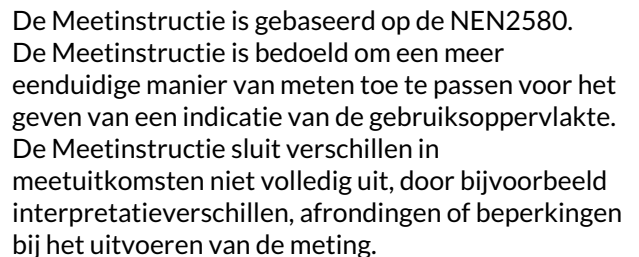 De Meetinstructie is gebaseerd op de NEN2580.
De Meetinstructie is bedoeld om een meer
eenduidige manier van meten toe te passen voor het
geven van een indicatie van de gebruiksoppervlakte.
De Meetinstructie sluit verschillen in
meetuitkomsten niet volledig uit, door bijvoorbeeld
interpretatieverschillen, afrondingen of beperkingen
bij het uitvoeren van de meting.